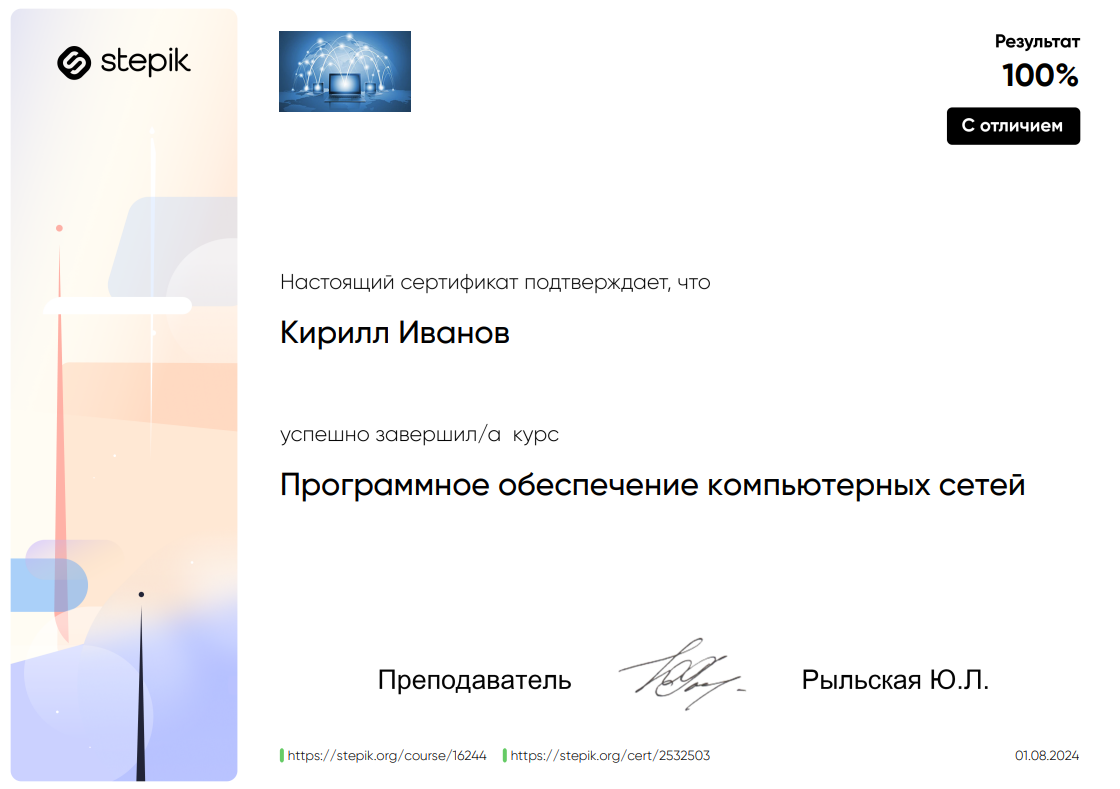 stepik
Результат
100%
С отличием
Настоящий сертификат подтверждает, что
Кирилл Иванов
успешно завершил/а курс
Программное обеспечение компьютерных сетей
Преподаватель
Рыльская Ю.Л.
https://stepik.org/course/16244
https://stepik.org/cert/2532503
01.08.2024